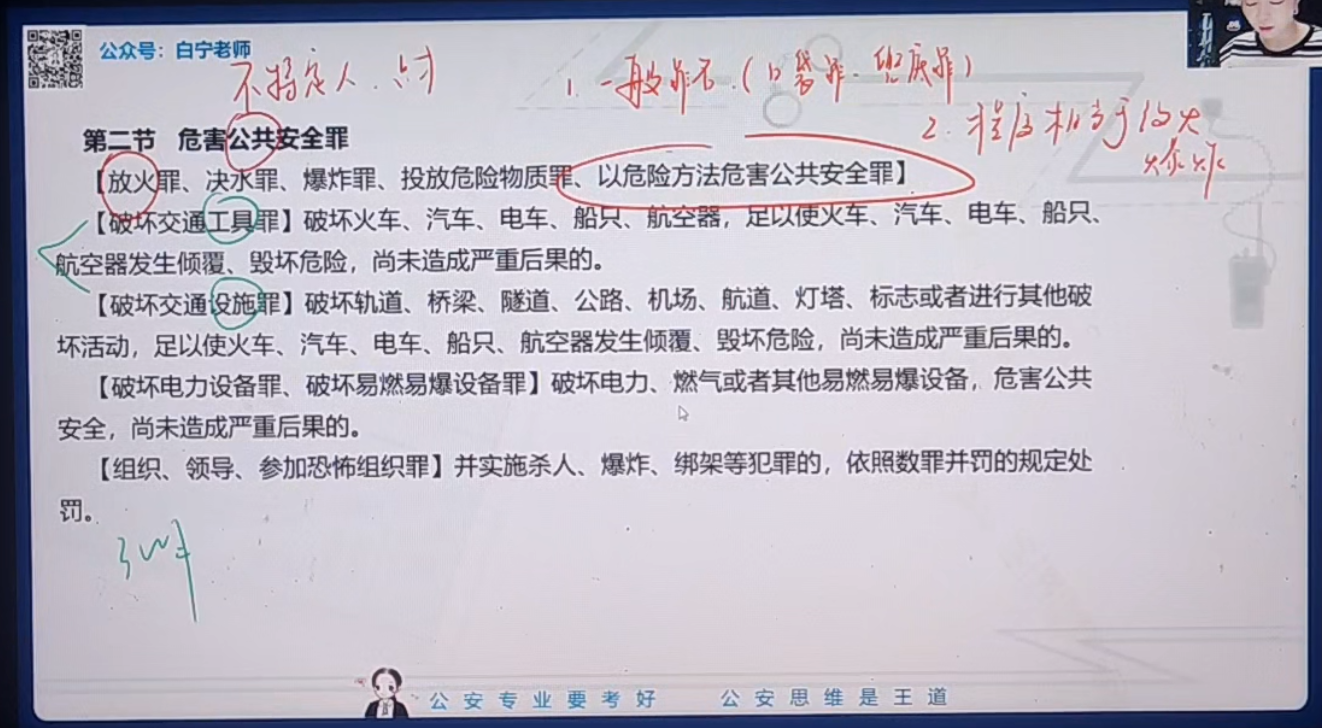 公众号：白宁老师
不特定人.占才
1.一般罪不.(口袋罪.兜底罪)
2.程度相当于放火
爆炸
第二节 危害公共安全罪
【放火罪、决水罪、爆炸罪、投放危险物质罪、以危险方法危害公共安全罪】
【破坏交通工具罪】破坏火车、汽车、电车、船只、航空器，足以使火车、汽车、电车、船只、
航空器发生倾覆、毁坏危险，尚未造成严重后果的。
【破坏交通设施罪】破坏轨道、桥梁、隧道、公路、机场、航道、灯塔、标志或者进行其他破
坏活动，足以使火车、汽车、电车、船只、航空器发生倾覆、毁坏危险，尚未造成严重后果的。
【破坏电力设备罪、破坏易燃易爆设备罪】破坏电力、燃气或者其他易燃易爆设备，危害公共
安全，尚未造成严重后果的。
【组织、领导、参加恐怖组织罪】并实施杀人、爆炸、绑架等犯罪的，依照数罪并罚的规定处
罚。
公安专业要考好 公安思维是王道